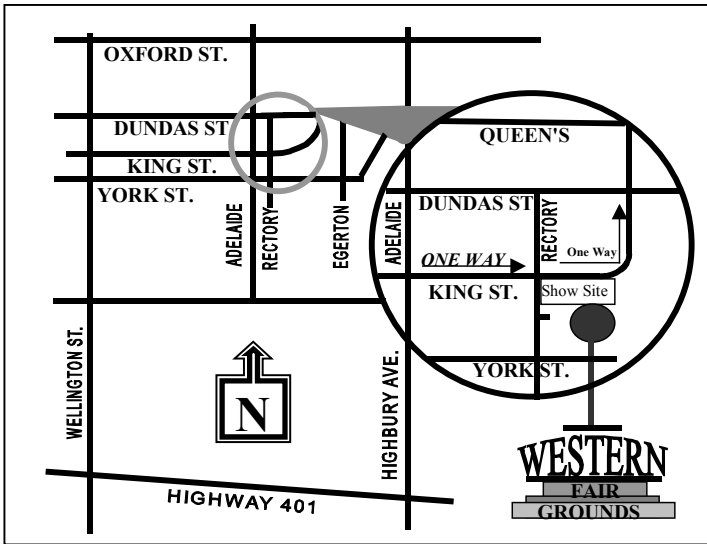 OXFORD ST.
DUNDAS ST
KING ST.
YORK ST.
ADELAIDE
RECTORY
EGERTON
WELLINGTON ST.
HIGHBURY AVE.
HIGHWAY 401
N
QUEEN'S
DUNDAS ST
ADELAIDE
RECTORY
ONE WAY
One Way
KING ST.
Show Site
YORK ST.
WESTERN
FAIR
GROUNDS